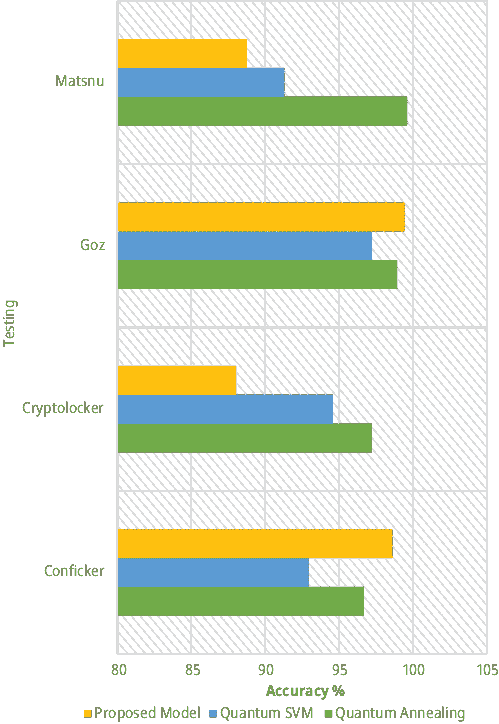 Matsnu
Goz
Testing
Cryptolocker
Conficker
80 85 90 95 100 105
Accuracy %
Proposed Model Quantum SVM Quantum Annealing